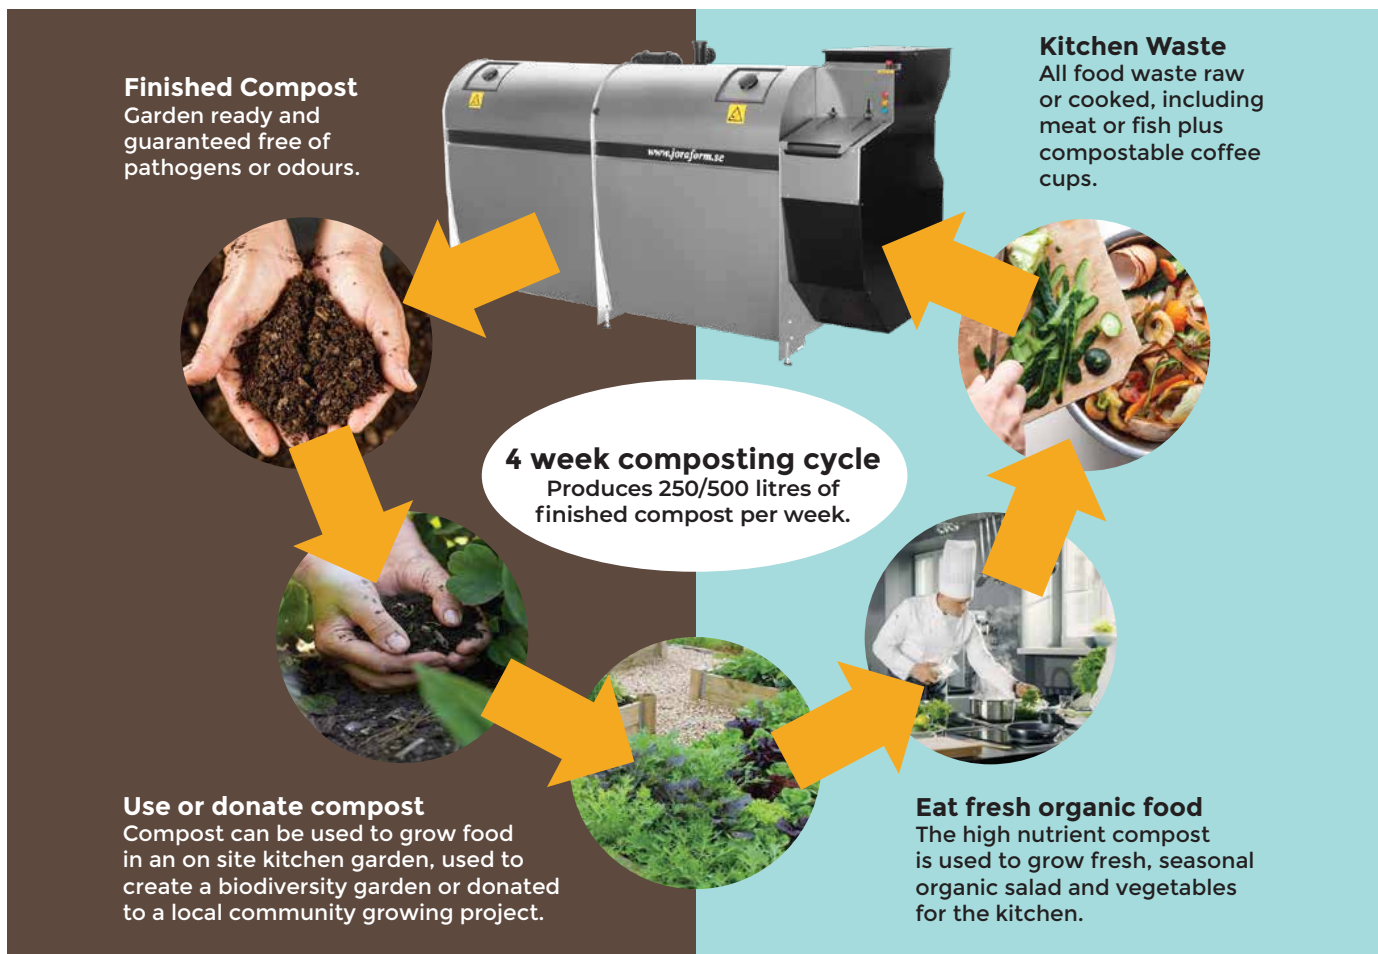 Finished Compost
Garden ready and
guaranteed free of
pathogens or odours.
www.joraform.se
Kitchen Waste
All food waste raw
or cooked, including
meat or fish plus
compostable coffee
cups.
4 week composting cycle
Produces 250/500 litres of
finished compost per week.
Use or donate compost
Compost can be used to grow food
in an on site kitchen garden, used to
create a biodiversity garden or donated
to a local community growing project.
Eat fresh organic food
The high nutrient compost
is used to grow fresh, seasonal
organic salad and vegetables
for the kitchen.